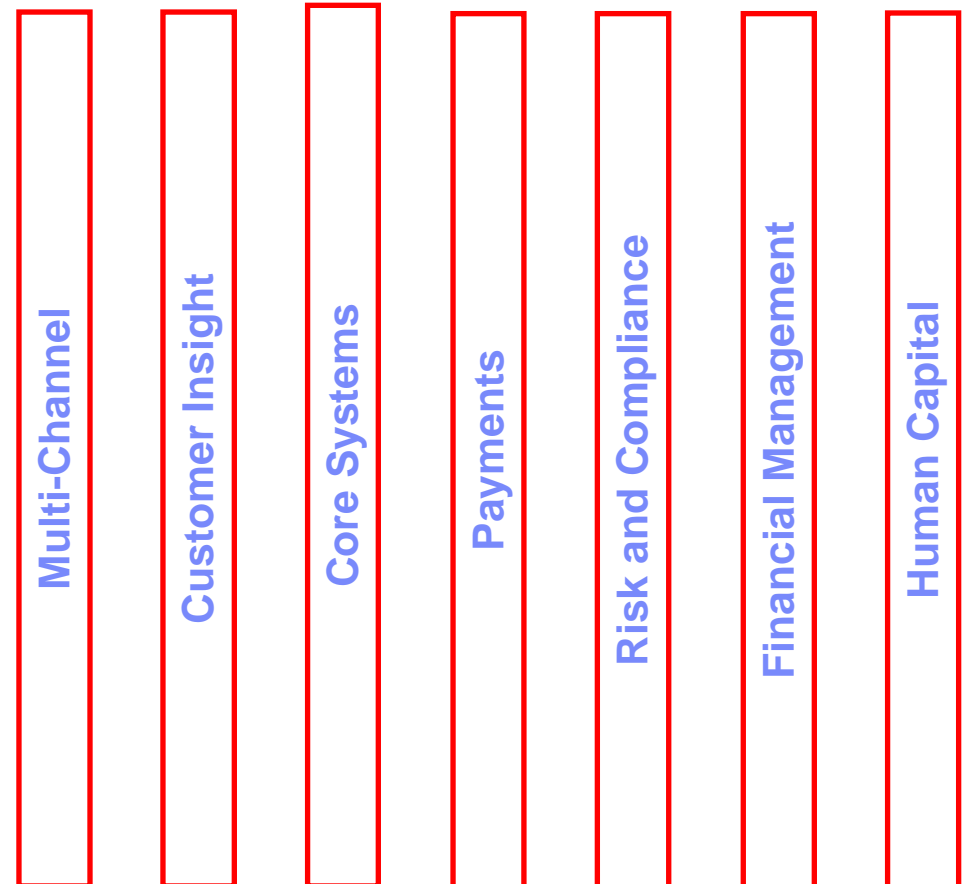 Multi-Channel
Customer Insight
Core Systems
Payments
Risk and Compliance
Financial Management
Human Capital